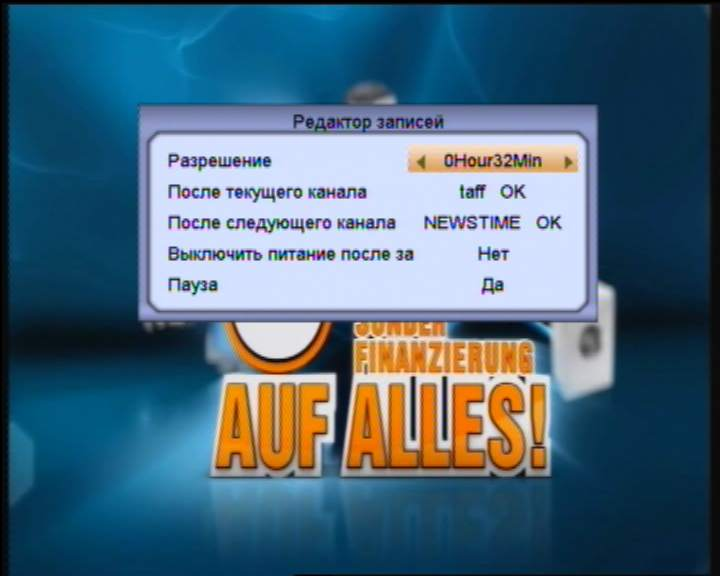 Редактор записей
Разрешение 0Hour32Min
После текущего канала taff OK
После следующего канала NEWSTIME OK
Выключить питание после за Нет
Пауза Да
SONDER
FINANZIERUNG
AUF ALLES!